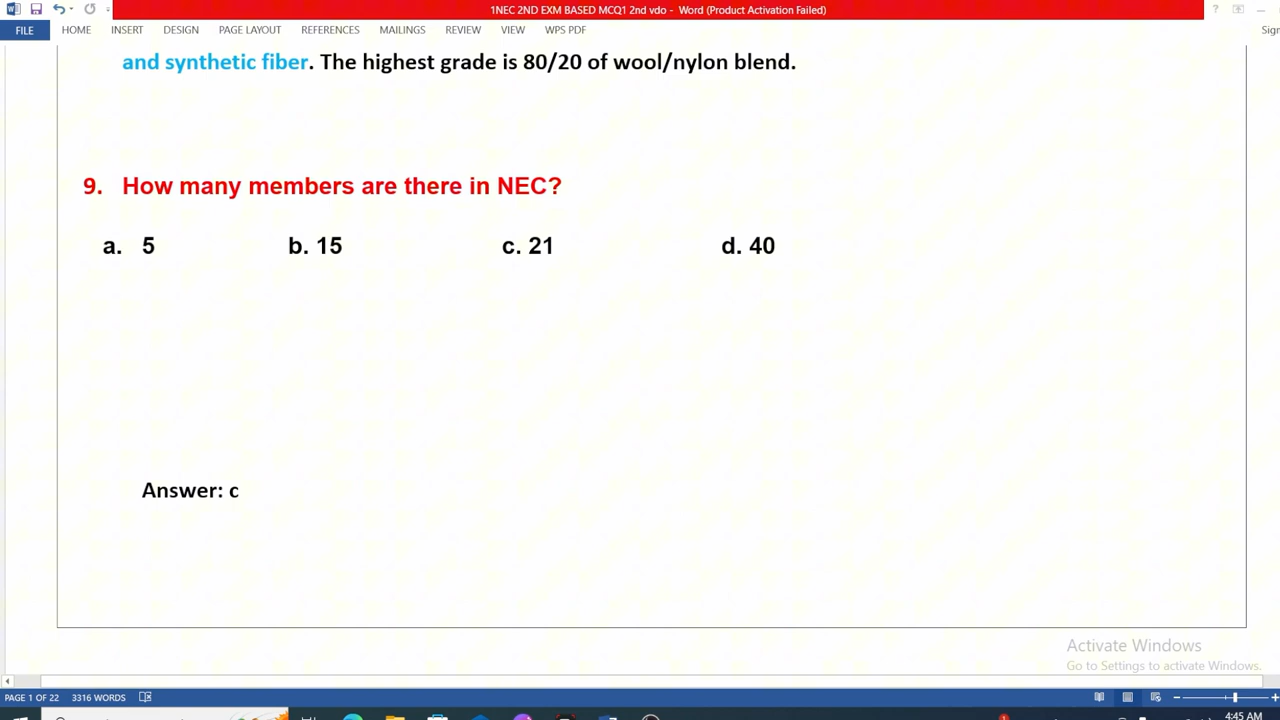 1NEC 2ND EXM BASED MCQ1 2nd vdo - Word (Product Activation Failed)
FILE HOME INSERT DESIGN PAGE LAYOUT REFERENCES MAILINGS REVIEW VIEW WPS PDF Sign
and synthetic fiber. The highest grade is 80/20 of wool/nylon blend.
9. How many members are there in NEC?
a. 5 b. 15 c. 21 d. 40
Answer: c
Activate Windows
Go to Settings to activate Windows.
PAGE 1 OF 22 3316 WORDS
4:45 AM